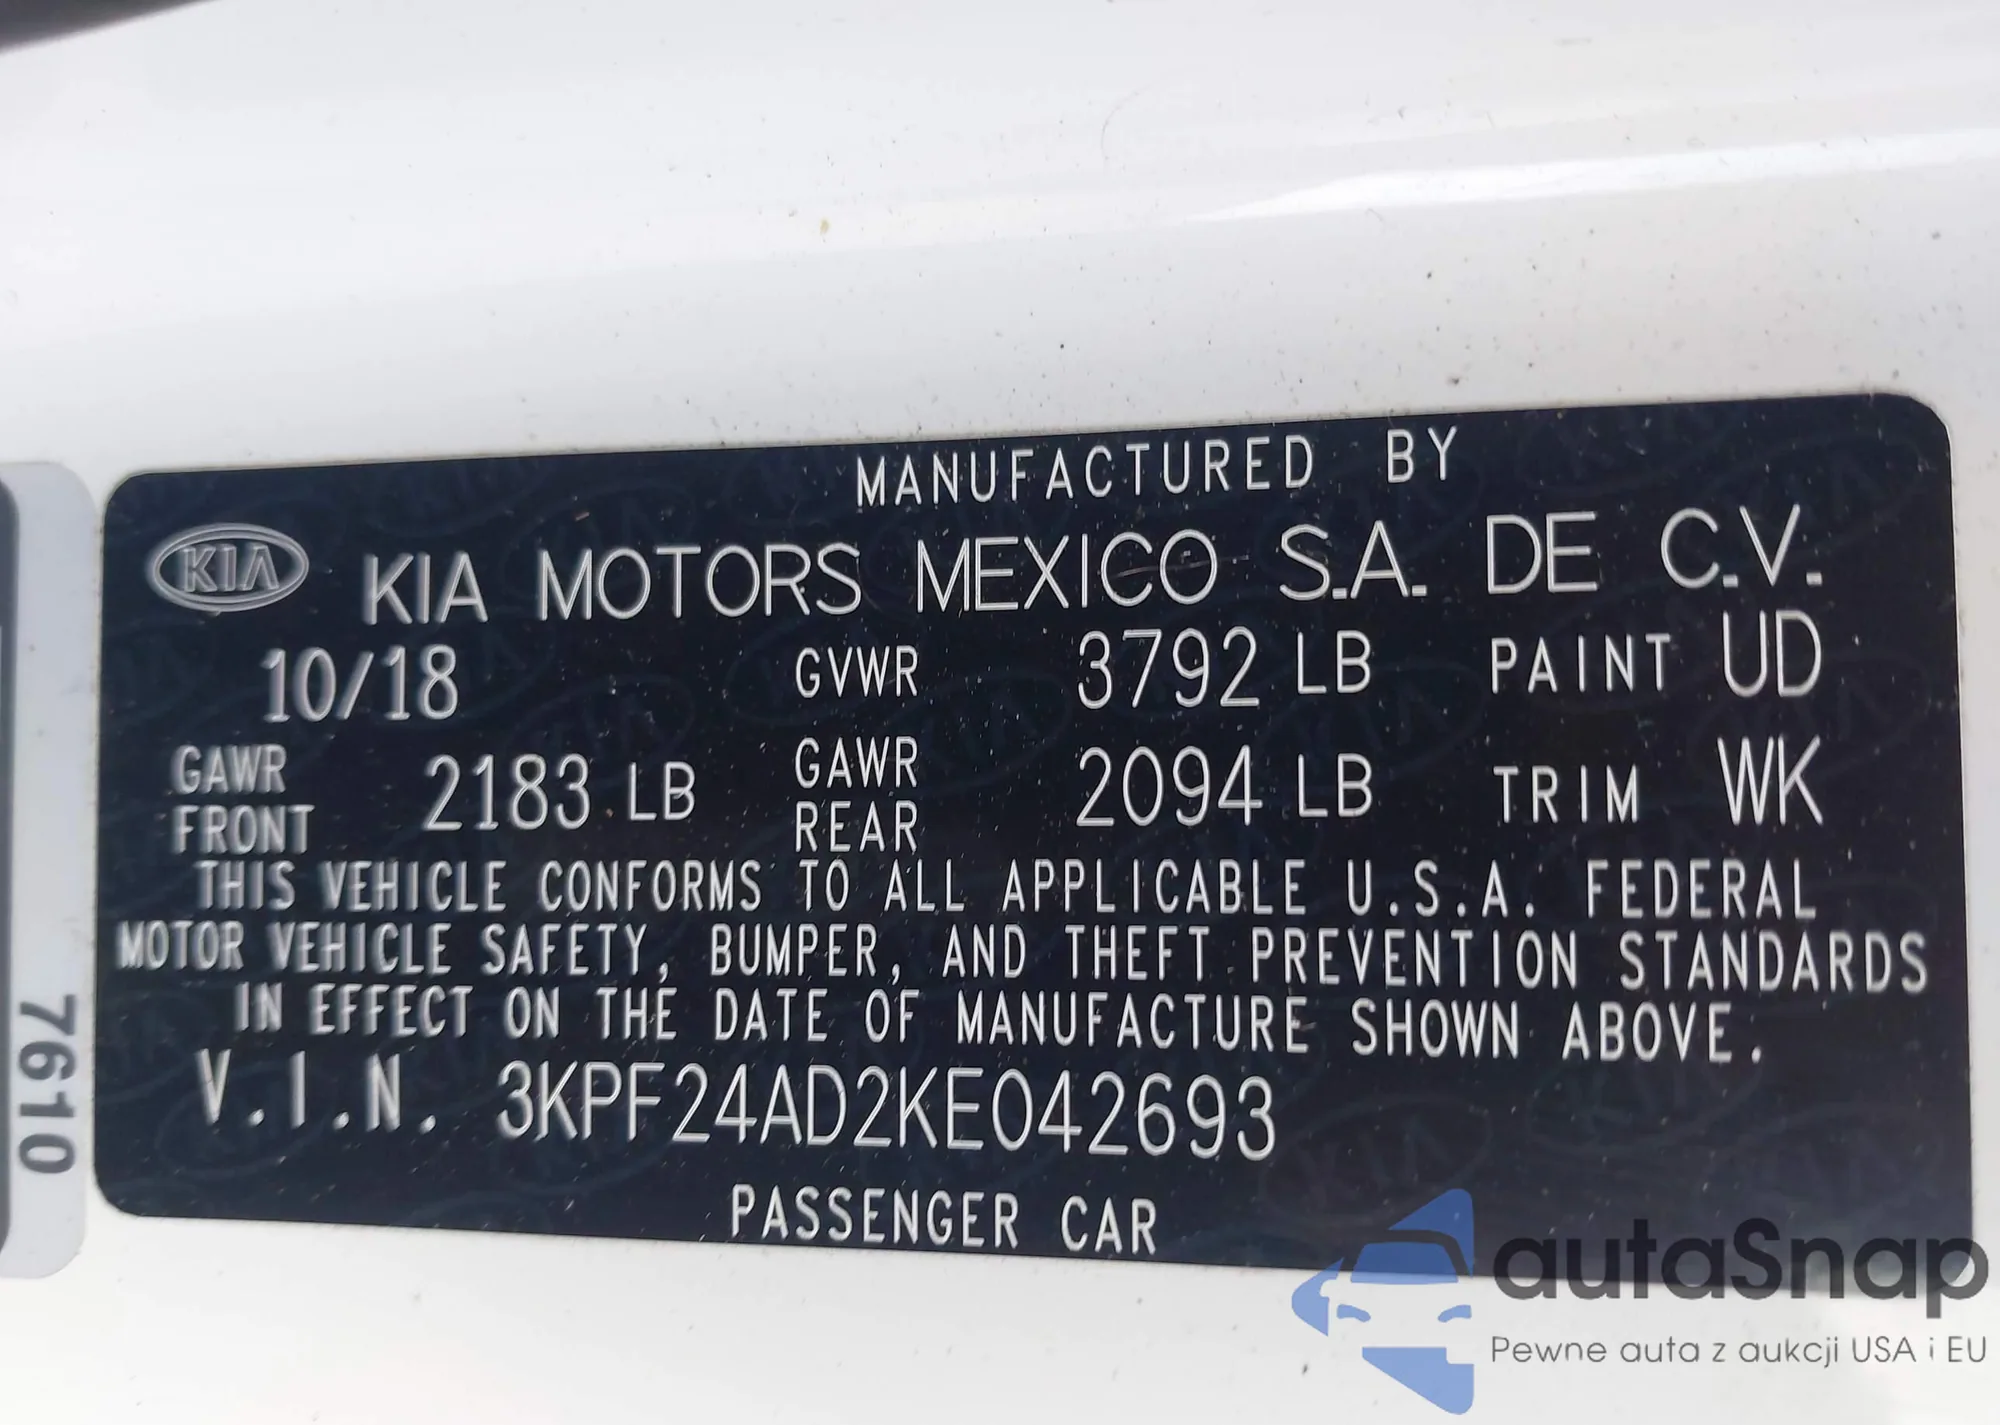 MANUFACTURED BY
KIA KIA MOTORS MEXICO S.A. DE C.V.
10/18 GVWR 3792 LB PAINT UD
GAWR FRONT 2183 LB GAWR REAR 2094 LB TRIM WK
THIS VEHICLE CONFORMS TO ALL APPLICABLE U.S.A. FEDERAL
MOTOR VEHICLE SAFETY, BUMPER, AND THEFT PREVENTION STANDARDS
IN EFFECT ON THE DATE OF MANUFACTURE SHOWN ABOVE.
V.I.N. 3KPF24AD2KE042693
PASSENGER CAR
7610
autaSnap
Pewne auta z aukcji USA i EU